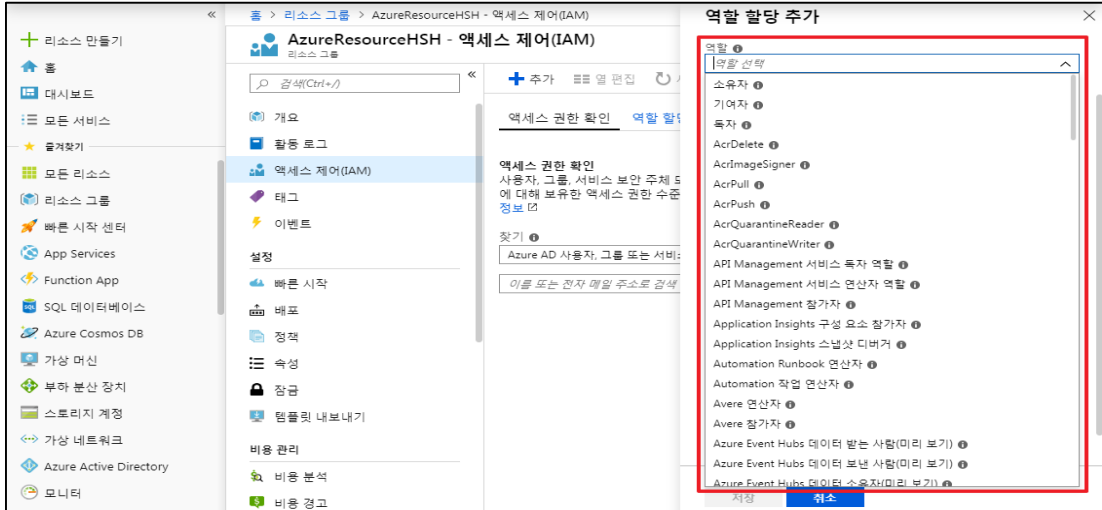 «
리소스 만들기
홈
대시보드
모든 서비스
즐겨찾기
모든 리소스
리소스 그룹
빠른 시작 센터
App Services
Function App
SQL 데이터베이스
Azure Cosmos DB
가상 머신
부하 분산 장치
스토리지 계정
가상 네트워크
Azure Active Directory
모니터
홈 > 리소스 그룹 > AzureResourceHSH - 액세스 제어(IAM)
AzureResourceHSH - 액세스 제어(IAM)
리소스 그룹
검색(Ctrl+/)
«
개요
활동 로그
액세스 제어(IAM)
태그
이벤트
설정
빠른 시작
배포
정책
속성
잠금
템플릿 내보내기
비용 관리
비용 분석
비용 경고
추가 열 편집
액세스 권한 확인 역할
액세스 권한 확인
사용자, 그룹, 서비스 보안 주체
에 대해 보유한 액세스 권한 수준
정보
찾기
Azure AD 사용자, 그룹 또는
이름 또는 전자 메일 주소로 검색
역할 할당 추가
역할
역할 선택
소유자
기여자
독자
AcrDelete
AcrImageSigner
AcrPull
AcrPush
AcrQuarantineReader
AcrQuarantineWriter
API Management 서비스 독자 역할
API Management 서비스 연산자 역할
API Management 참가자
Application Insights 구성 요소 참가자
Application Insights 스냅샷 디버거
Automation Runbook 연산자
Automation 작업 연산자
Avere 연산자
Avere 참가자
Azure Event Hubs 데이터 받는 사람(미리 보기)
Azure Event Hubs 데이터 보낸 사람(미리 보기)
Azure Event Hubs 데이터 소유자(미리 보기)
저장 취소